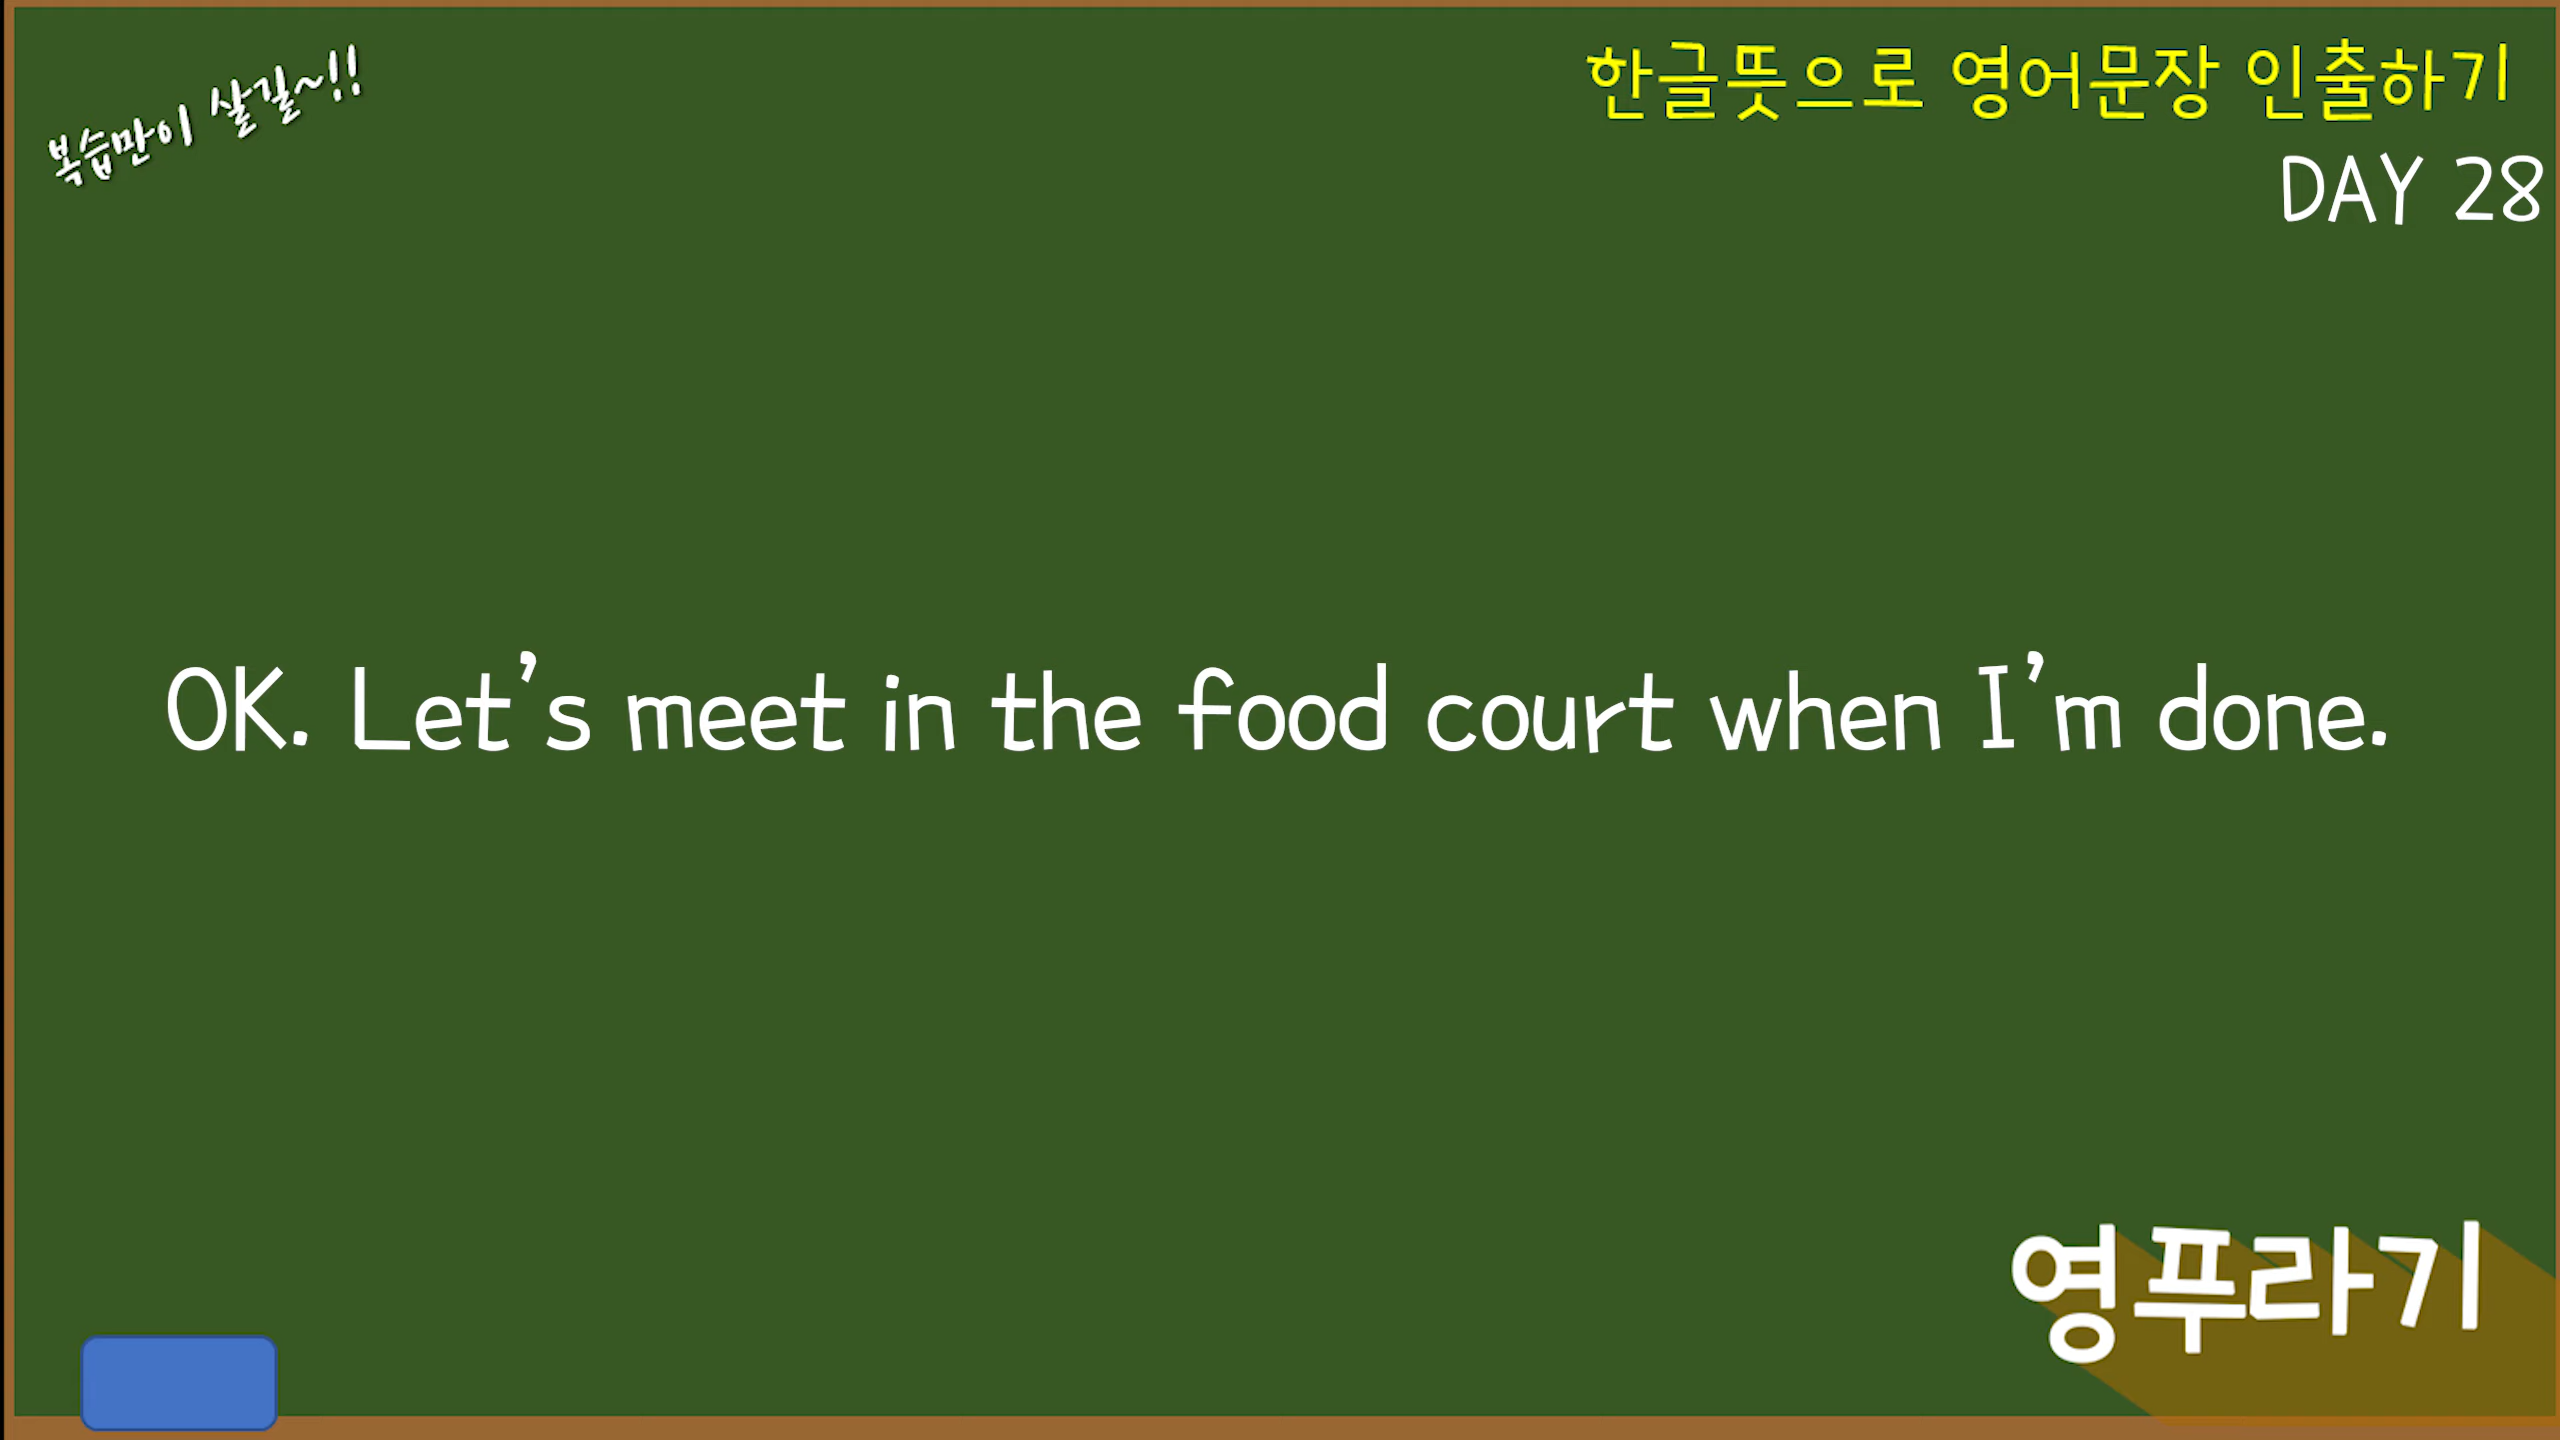 복습만이 살길~!!
한글뜻으로 영어문장 인출하기
DAY 28
OK. Let’s meet in the food court when I’m done.
영푸라기